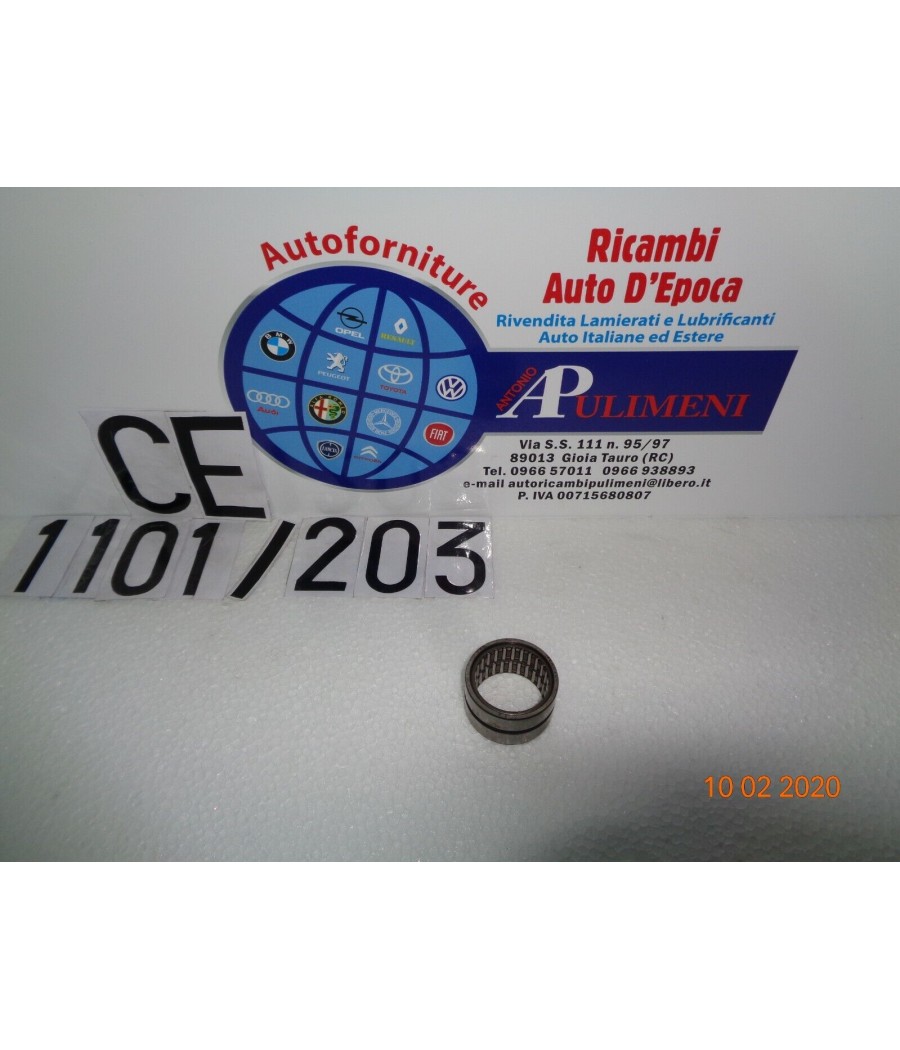 Autoforniture
Ricambi
Auto D'Epoca
Rivendita Lamierati e Lubrificanti
Auto Italiane ed Estere
BMW
OPEL
RENAULT
PEUGEOT
TOYOTA
Audi
FIAT
ANTONIO
APULIMENI
Via S.S. 111 n. 95/97
89013 Gioia Tauro (RC)
Tel. 0966 57011 0966 938893
e-mail autoricambipulimeni@libero.it
P. IVA 00715680807
CE
1101/203
10 02 2020